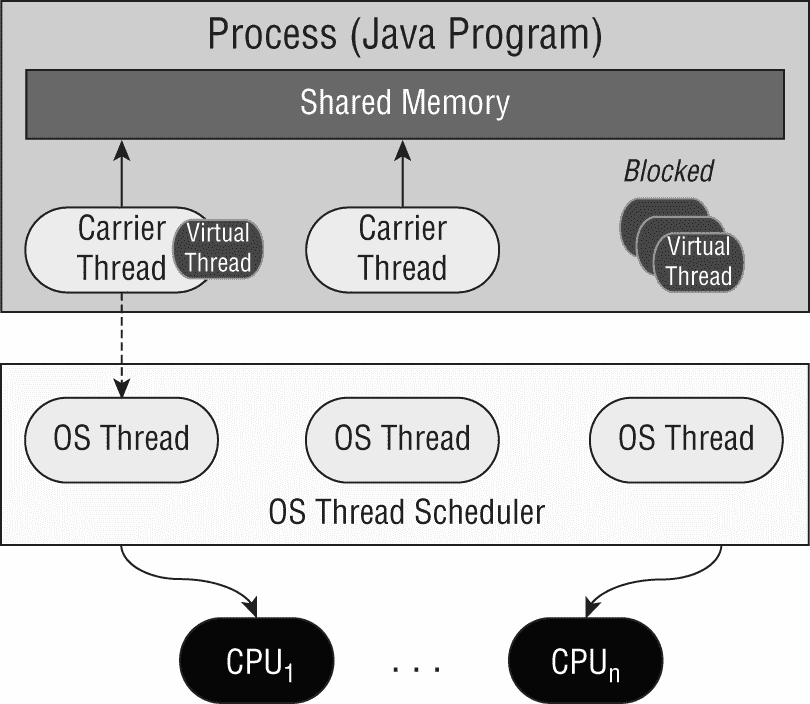 Process (Java Program)
Shared Memory
Blocked
Carrier
Thread
Virtual
Thread
Carrier
Thread
Virtual
Thread
OS Thread
OS Thread
OS Thread
OS Thread Scheduler
CPU1
. . .
CPUn